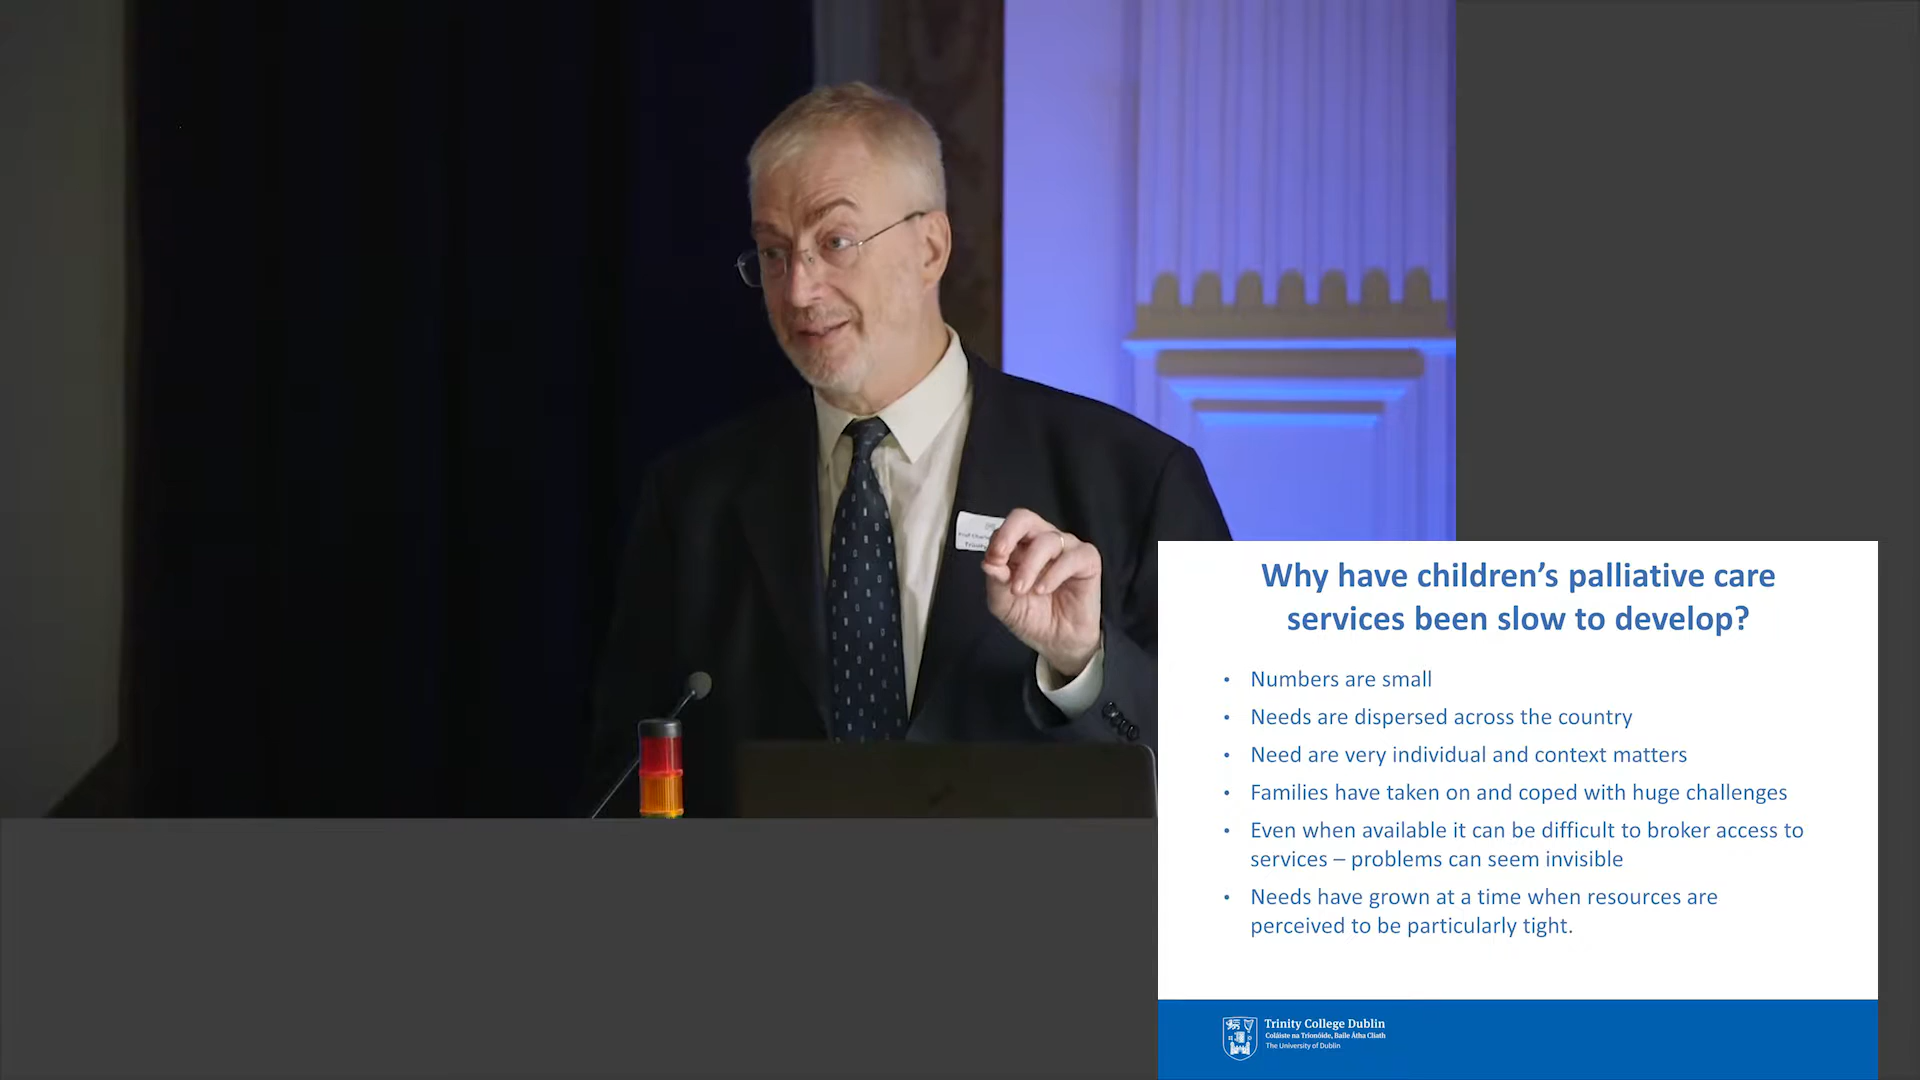 Why have children's palliative care
services been slow to develop?
• Numbers are small
• Needs are dispersed across the country
• Need are very individual and context matters
• Families have taken on and coped with huge challenges
• Even when available it can be difficult to broker access to
services – problems can seem invisible
• Needs have grown at a time when resources are
perceived to be particularly tight.
Trinity College Dublin
Coláiste na Tríonóide, Baile Átha Cliath
The University of Dublin